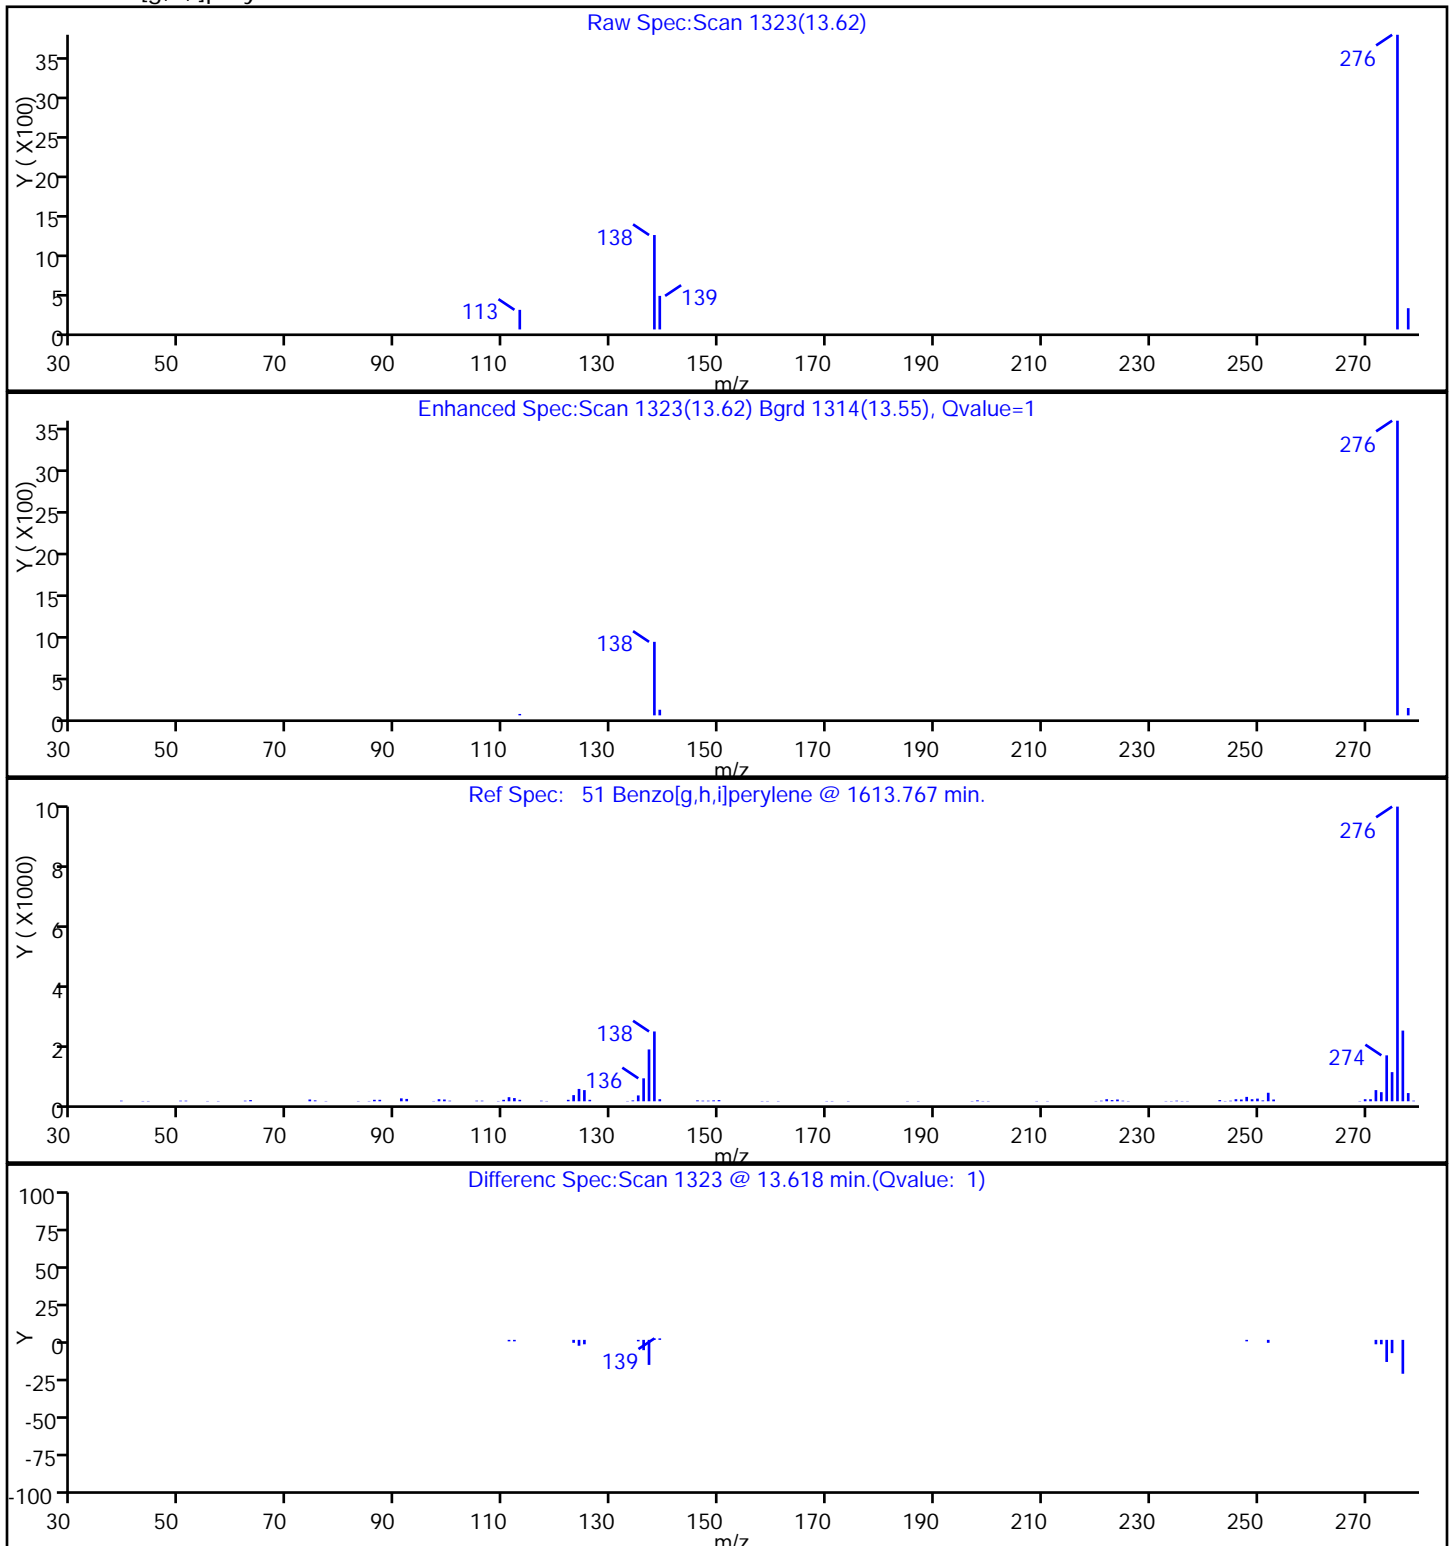 Raw Spec:Scan 1323(13.62)
Y ( X100)
35
30
25
20
15
10
5
0
276
138
139
113
30 50 70 90 110 130 150 170 190 210 230 250 270
m/z
Enhanced Spec:Scan 1323(13.62) Bgrd 1314(13.55), Qvalue=1
Y ( X100)
35
30
25
20
15
10
5
0
276
138
30 50 70 90 110 130 150 170 190 210 230 250 270
m/z
Ref Spec: 51 Benzo[g,h,i]perylene @ 1613.767 min.
Y ( X1000)
10
8
6
4
2
0
276
138
274
136
30 50 70 90 110 130 150 170 190 210 230 250 270
m/z
Differenc Spec:Scan 1323 @ 13.618 min.(Qvalue: 1)
Y
100
75
50
25
0
-25
-50
-75
-100
139
30 50 70 90 110 130 150 170 190 210 230 250 270
m/z